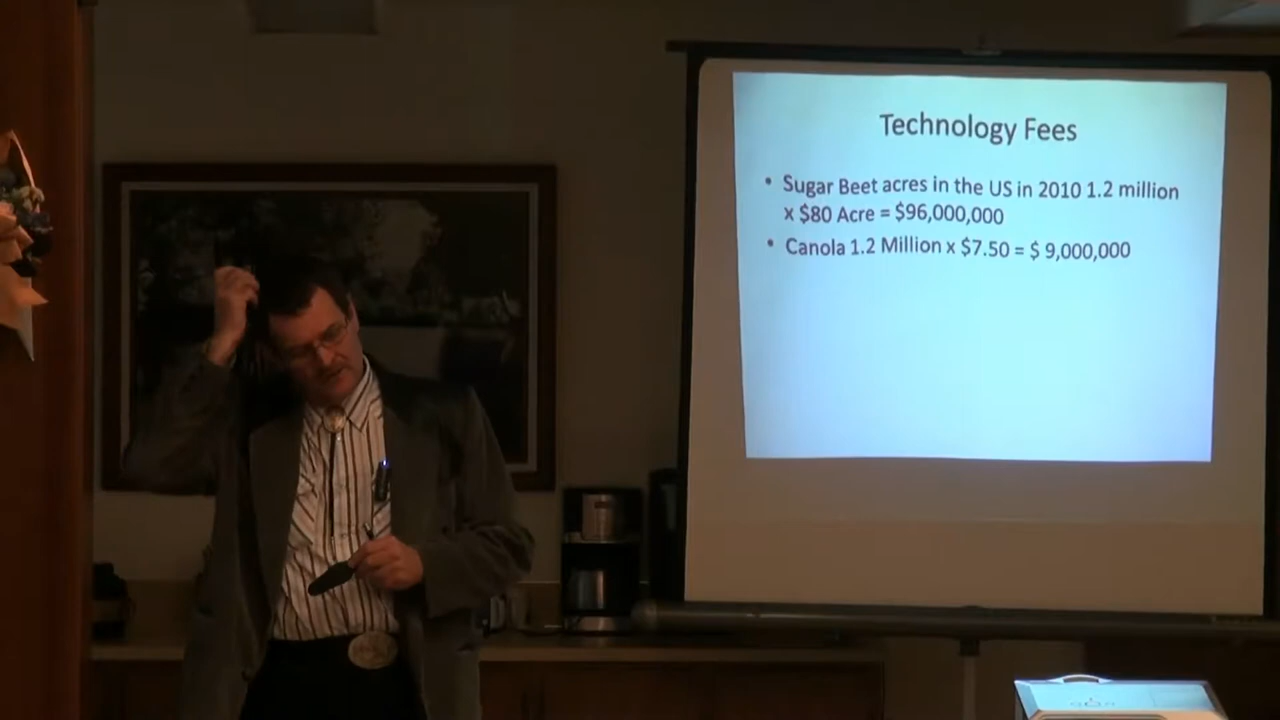 Technology Fees
• Sugar Beet acres in the US in 2010 1.2 million
x $80 Acre = $96,000,000
• Canola 1.2 Million x $7.50 = $ 9,000,000